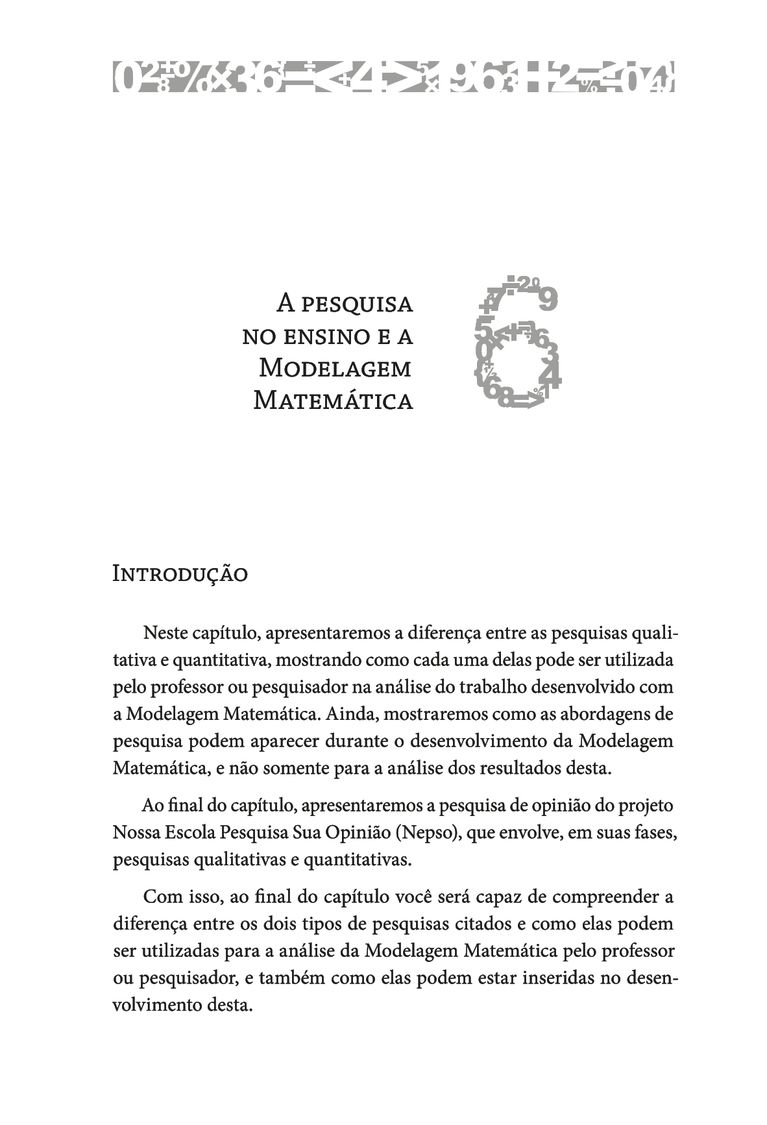 A pesquisa
no ensino e a
Modelagem
Matemática
6
Introdução
Neste capítulo, apresentaremos a diferença entre as pesquisas quali-
tativa e quantitativa, mostrando como cada uma delas pode ser utilizada
pelo professor ou pesquisador na análise do trabalho desenvolvido com
a Modelagem Matemática. Ainda, mostraremos como as abordagens de
pesquisa podem aparecer durante o desenvolvimento da Modelagem
Matemática, e não somente para a análise dos resultados desta.
Ao final do capítulo, apresentaremos a pesquisa de opinião do projeto
Nossa Escola Pesquisa Sua Opinião (Nepso), que envolve, em suas fases,
pesquisas qualitativas e quantitativas.
Com isso, ao final do capítulo você será capaz de compreender a
diferença entre os dois tipos de pesquisas citados e como elas podem
ser utilizadas para a análise da Modelagem Matemática pelo professor
ou pesquisador, e também como elas podem estar inseridas no desen-
volvimento desta.